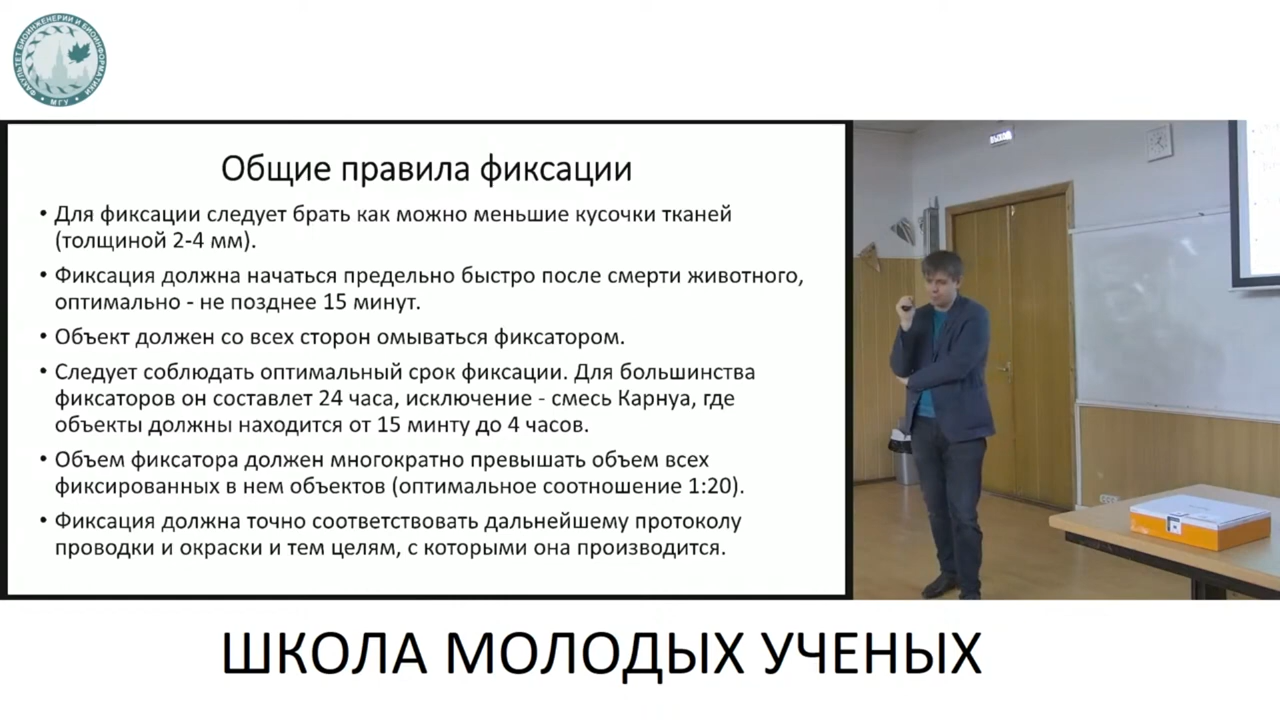 ФАКУЛЬТЕТ БИОИНЖЕНЕРИИ И БИОИНФОРМАТИКИ
МГУ
Общие правила фиксации
• Для фиксации следует брать как можно меньшие кусочки тканей
(толщиной 2-4 мм).
• Фиксация должна начаться предельно быстро после смерти животного,
оптимально - не позднее 15 минут.
• Объект должен со всех сторон омываться фиксатором.
• Следует соблюдать оптимальный срок фиксации. Для большинства
фиксаторов он составлет 24 часа, исключение - смесь Карнуа, где
объекты должны находится от 15 минту до 4 часов.
• Объем фиксатора должен многократно превышать объем всех
фиксированных в нем объектов (оптимальное соотношение 1:20).
• Фиксация должна точно соответствовать дальнейшему протоколу
проводки и окраски и тем целям, с которыми она производится.
ШКОЛА МОЛОДЫХ УЧЕНЫХ